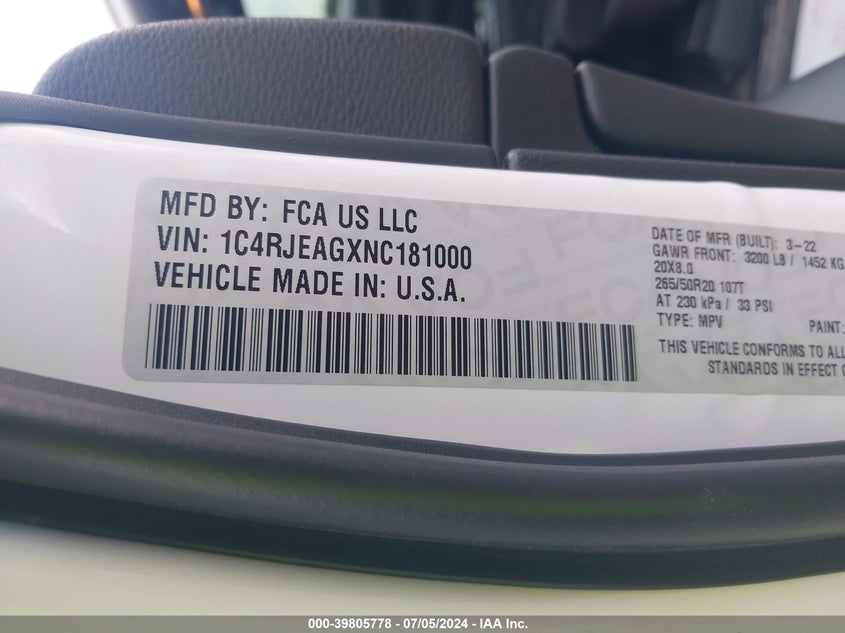 MFD BY: FCA US LLC
VIN: 1C4RJEAGXNC181000
VEHICLE MADE IN: U.S.A.
DATE OF MFR (BUILT): 3-22
GAWR FRONT: 3200 LB / 1452 KG
20X8.0
265/50R20 107T
AT 230 kPa / 33 PSI
TYPE: MPV PAINT:
THIS VEHICLE CONFORMS TO ALL
STANDARDS IN EFFECT
000-39805778 - 07/05/2024 - IAA Inc.